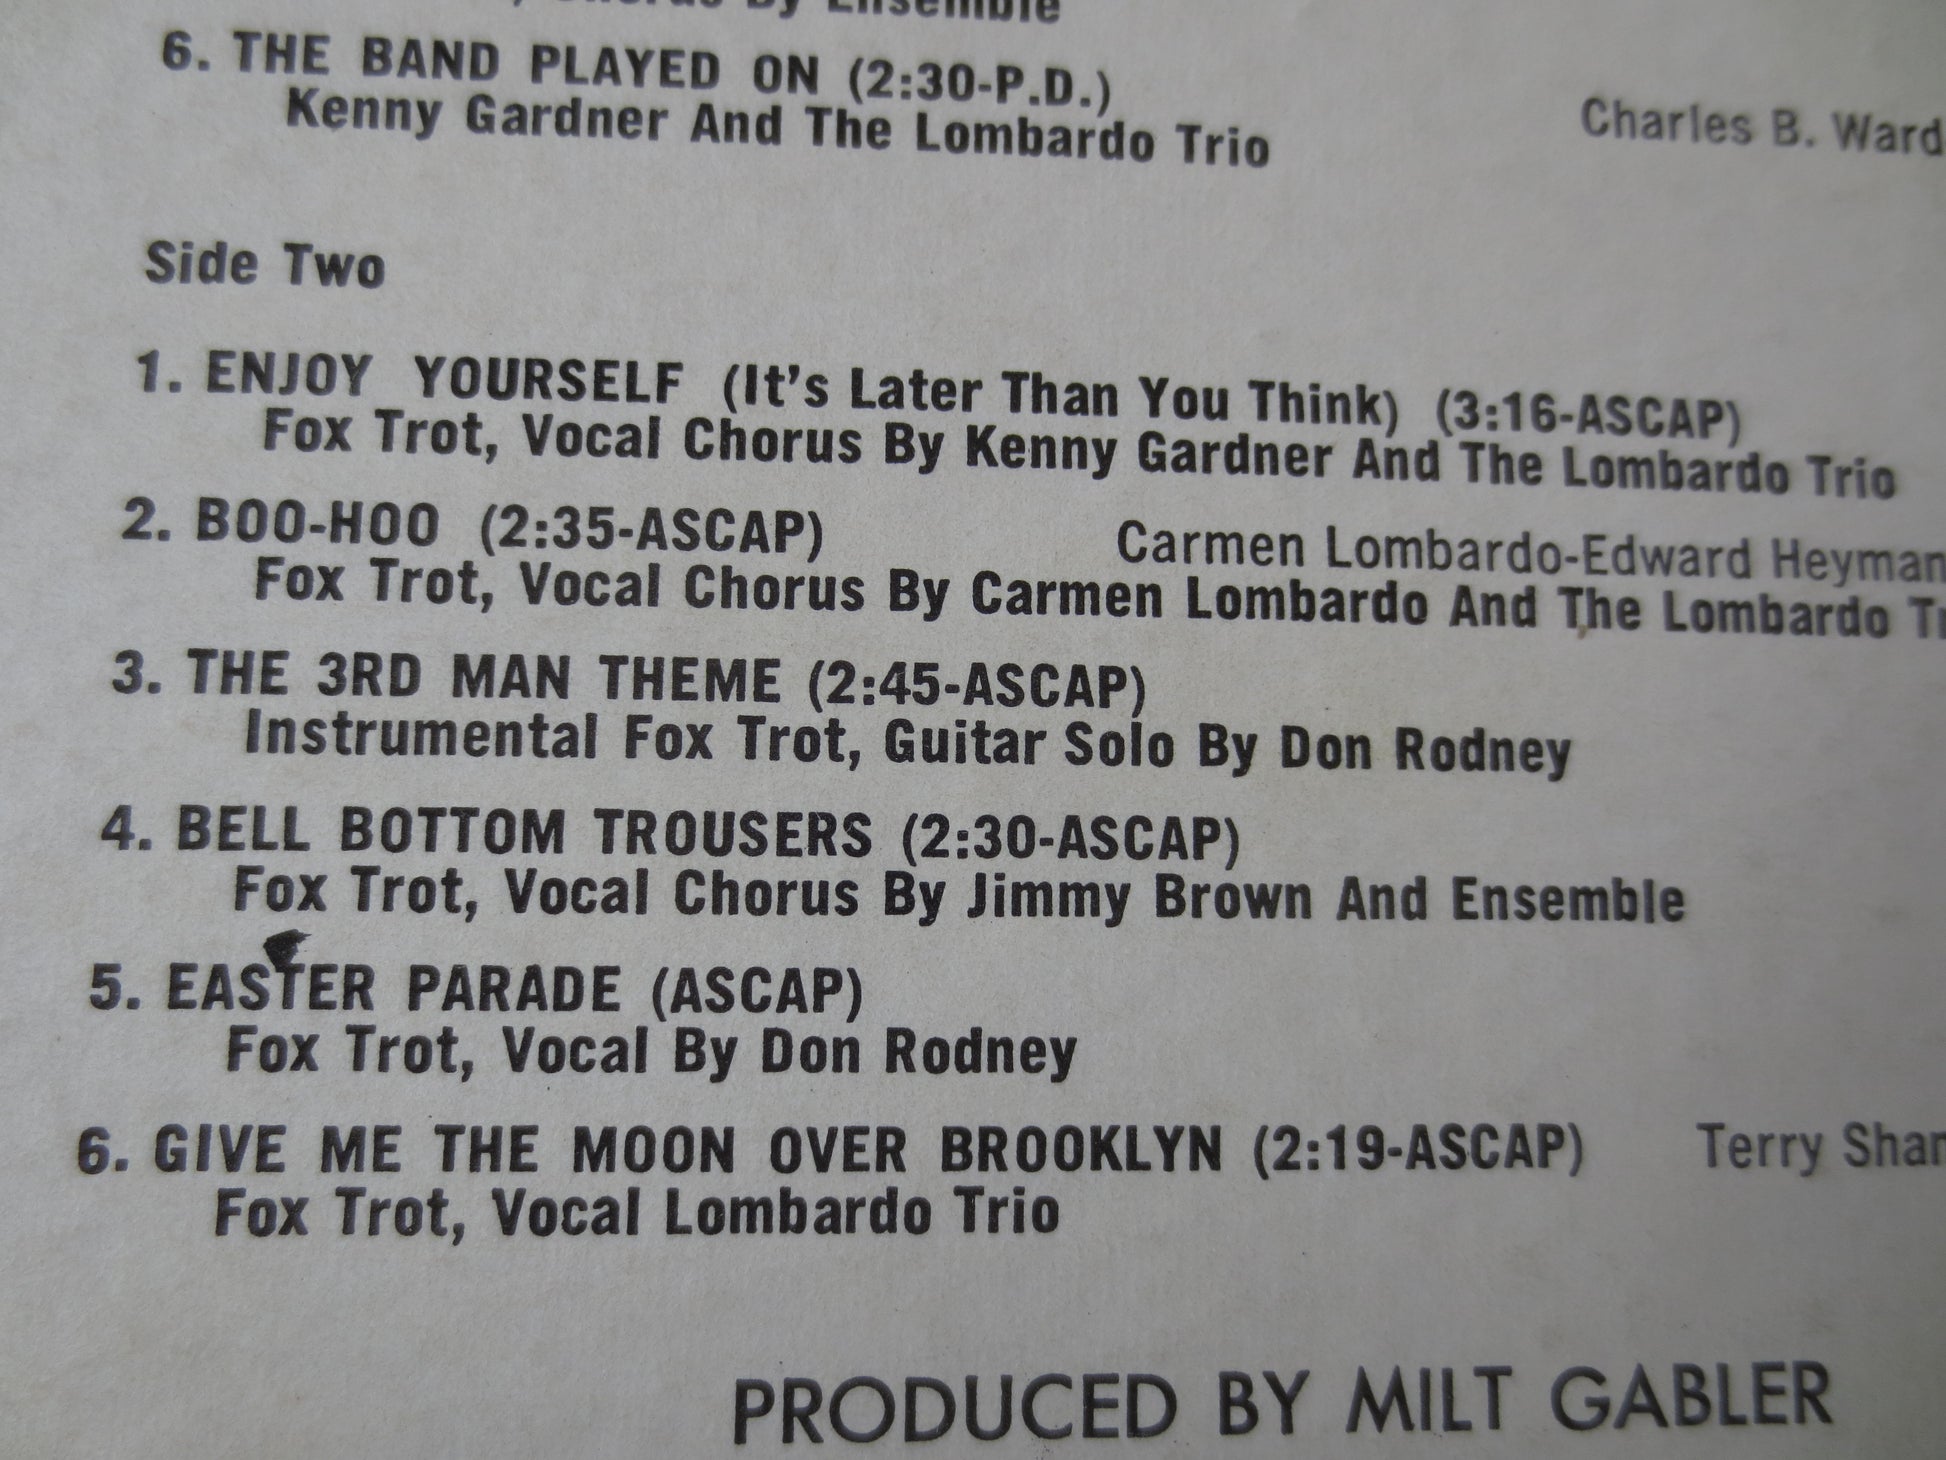 Chorus By Ensemble
6. THE BAND PLAYED ON (2:30-P.D.)
Charles B. Ward
Kenny Gardner And The Lombardo Trio
Side Two
1. ENJOY YOURSELF (It's Later Than You Think) (3:16-ASCAP)
Fox Trot, Vocal Chorus By Kenny Gardner And The Lombardo Trio
2. BOO-HOO (2:35-ASCAP) Carmen Lombardo-Edward Heyman
Fox Trot, Vocal Chorus By Carmen Lombardo And The Lombardo
3. THE 3RD MAN THEME (2:45-ASCAP)
Instrumental Fox Trot, Guitar Solo By Don Rodney
4. BELL BOTTOM TROUSERS (2:30-ASCAP)
Fox Trot, Vocal Chorus By Jimmy Brown And Ensemble
5. EASTER PARADE (ASCAP)
Fox Trot, Vocal By Don Rodney
6. GIVE ME THE MOON OVER BROOKLYN (2:19-ASCAP) Terry
Fox Trot, Vocal Lombardo Trio
PRODUCED BY MILT GABLER